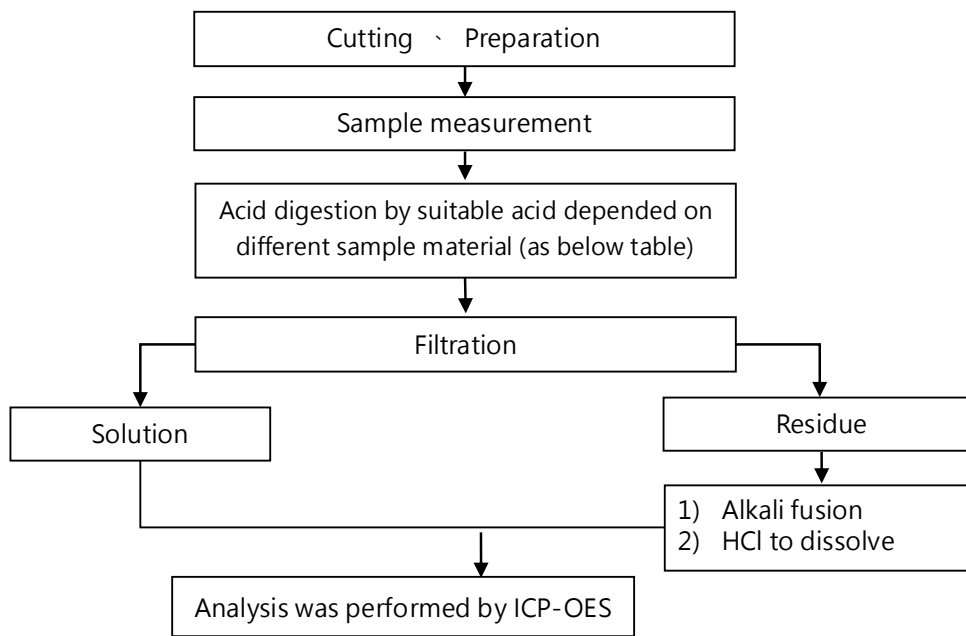 Cutting 、 Preparation
Sample measurement
Acid digestion by suitable acid depended on
different sample material (as below table)
Filtration
Solution
Residue
1) Alkali fusion
2) HCl to dissolve
Analysis was performed by ICP-OES